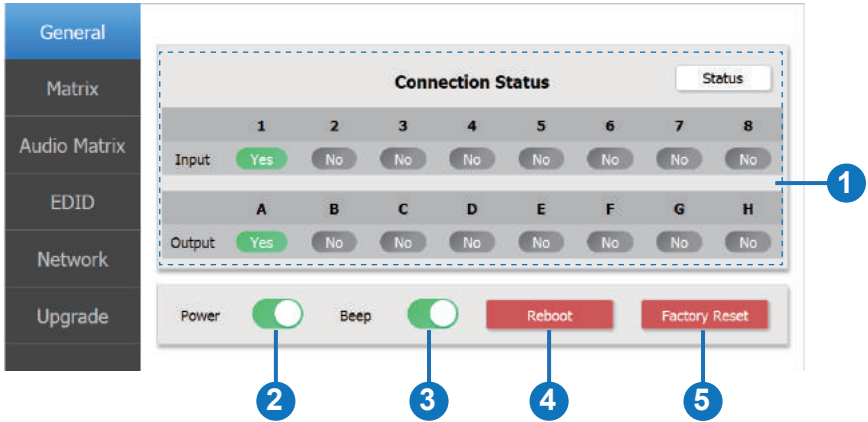 General
Matrix
Audio Matrix
EDID
Network
Upgrade
Connection Status
Status
1 2 3 4 5 6 7 8
Input Yes No No No No No No No
A B C D E F G H
Output Yes No No No No No No No
1
Power Beep Reboot Factory Reset
2 3 4 5